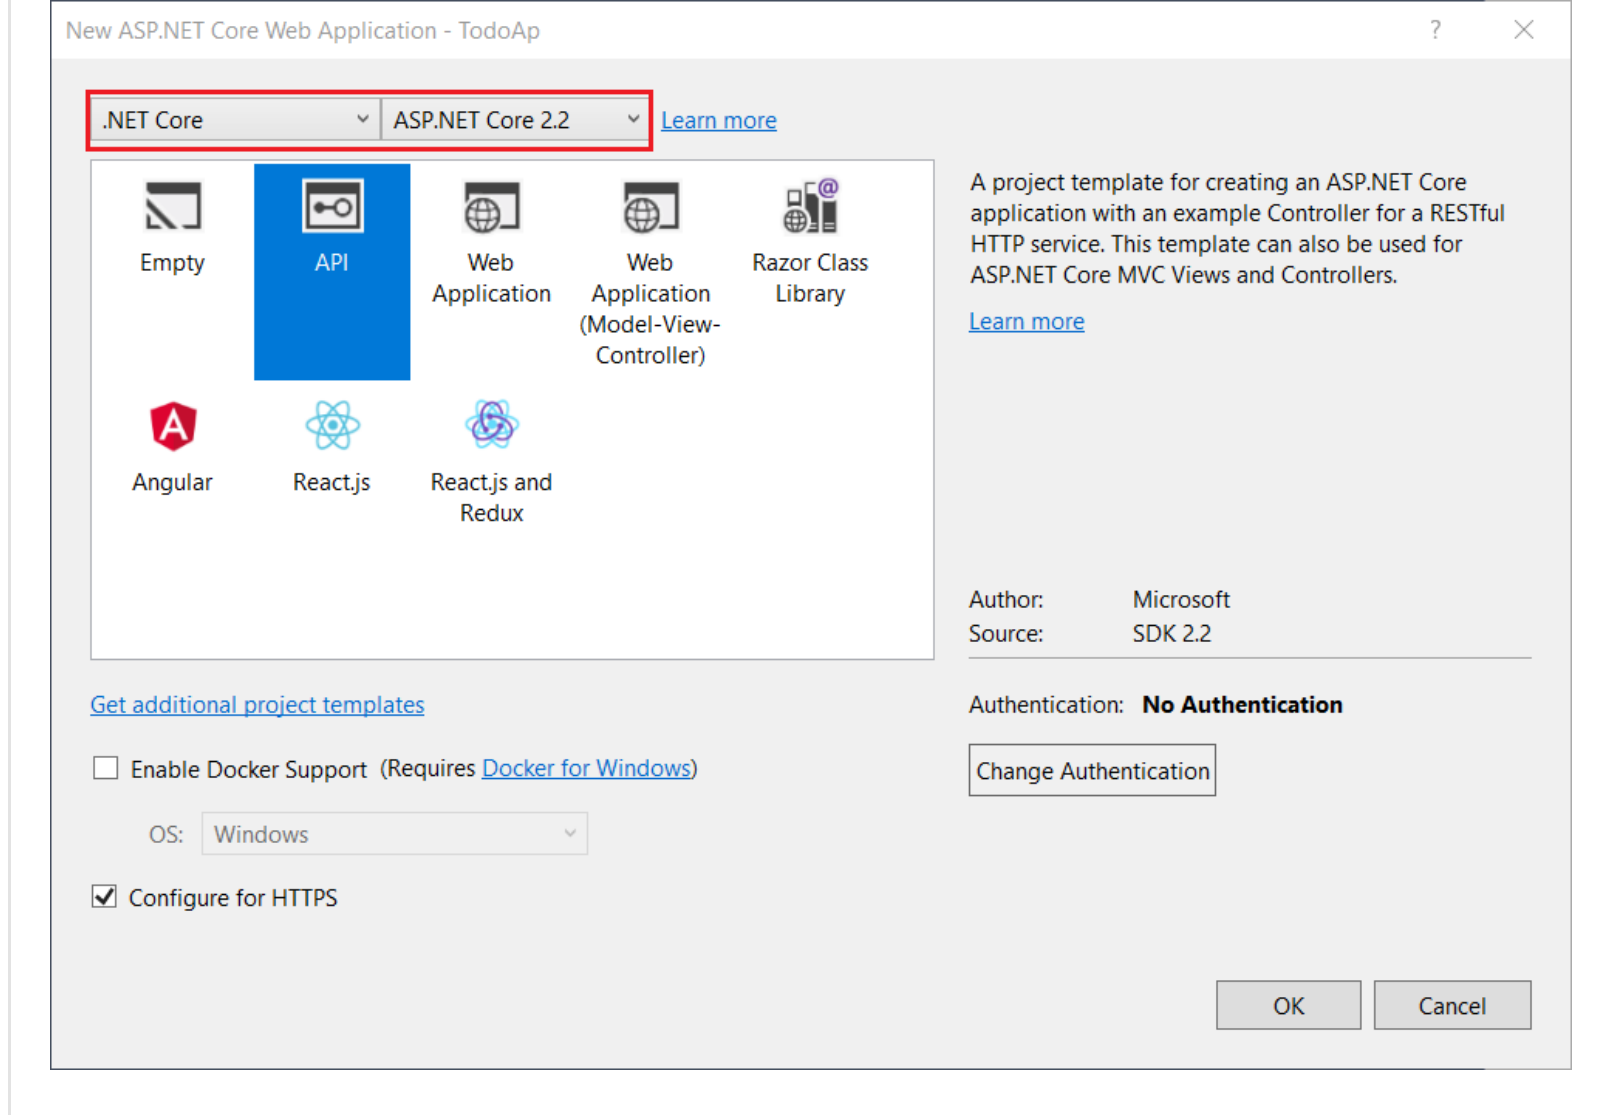 New ASP.NET Core Web Application - TodoAp
?
.NET Core
ASP.NET Core 2.2
Learn more
Empty
API
Web
Application
Web
Application
(Model-View-
Controller)
Razor Class
Library
@
Angular
React.js
React.js and
Redux
A project template for creating an ASP.NET Core
application with an example Controller for a RESTful
HTTP service. This template can also be used for
ASP.NET Core MVC Views and Controllers.
Learn more
Author: Microsoft
Source: SDK 2.2
Get additional project templates
Authentication: No Authentication
Enable Docker Support (Requires Docker for Windows)
Change Authentication
OS: Windows
Configure for HTTPS
OK
Cancel